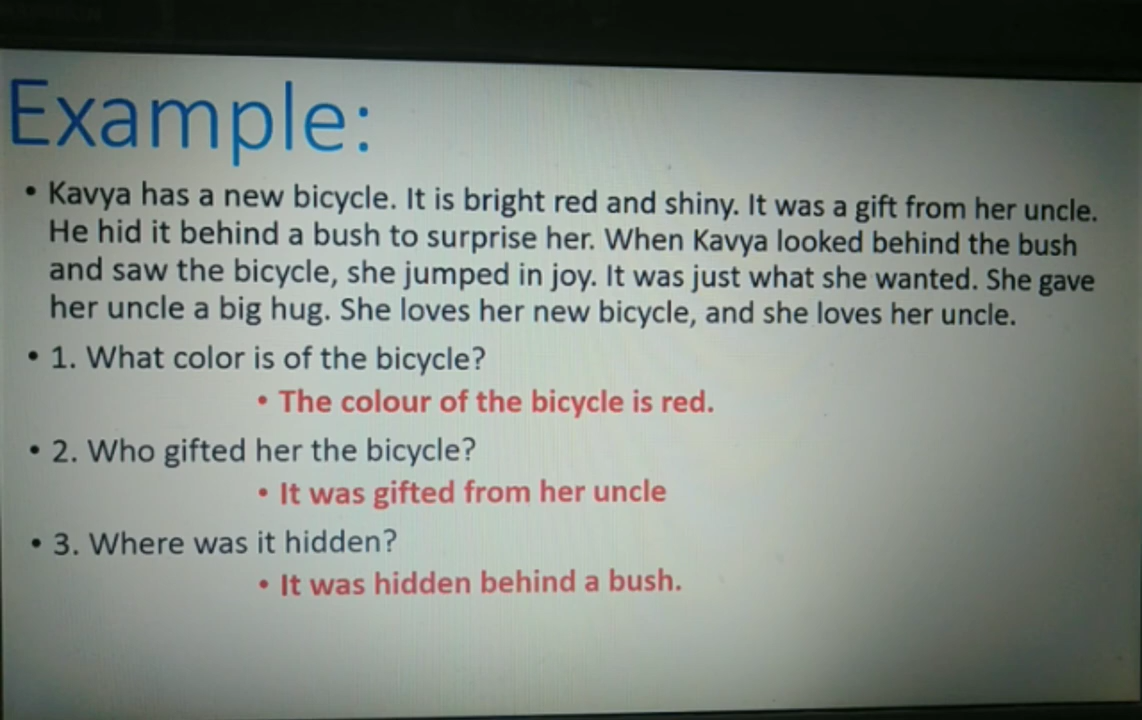 Example:
• Kavya has a new bicycle. It is bright red and shiny. It was a gift from her uncle.
He hid it behind a bush to surprise her. When Kavya looked behind the bush
and saw the bicycle, she jumped in joy. It was just what she wanted. She gave
her uncle a big hug. She loves her new bicycle, and she loves her uncle.
• 1. What color is of the bicycle?
• The colour of the bicycle is red.
• 2. Who gifted her the bicycle?
• It was gifted from her uncle
• 3. Where was it hidden?
• It was hidden behind a bush.